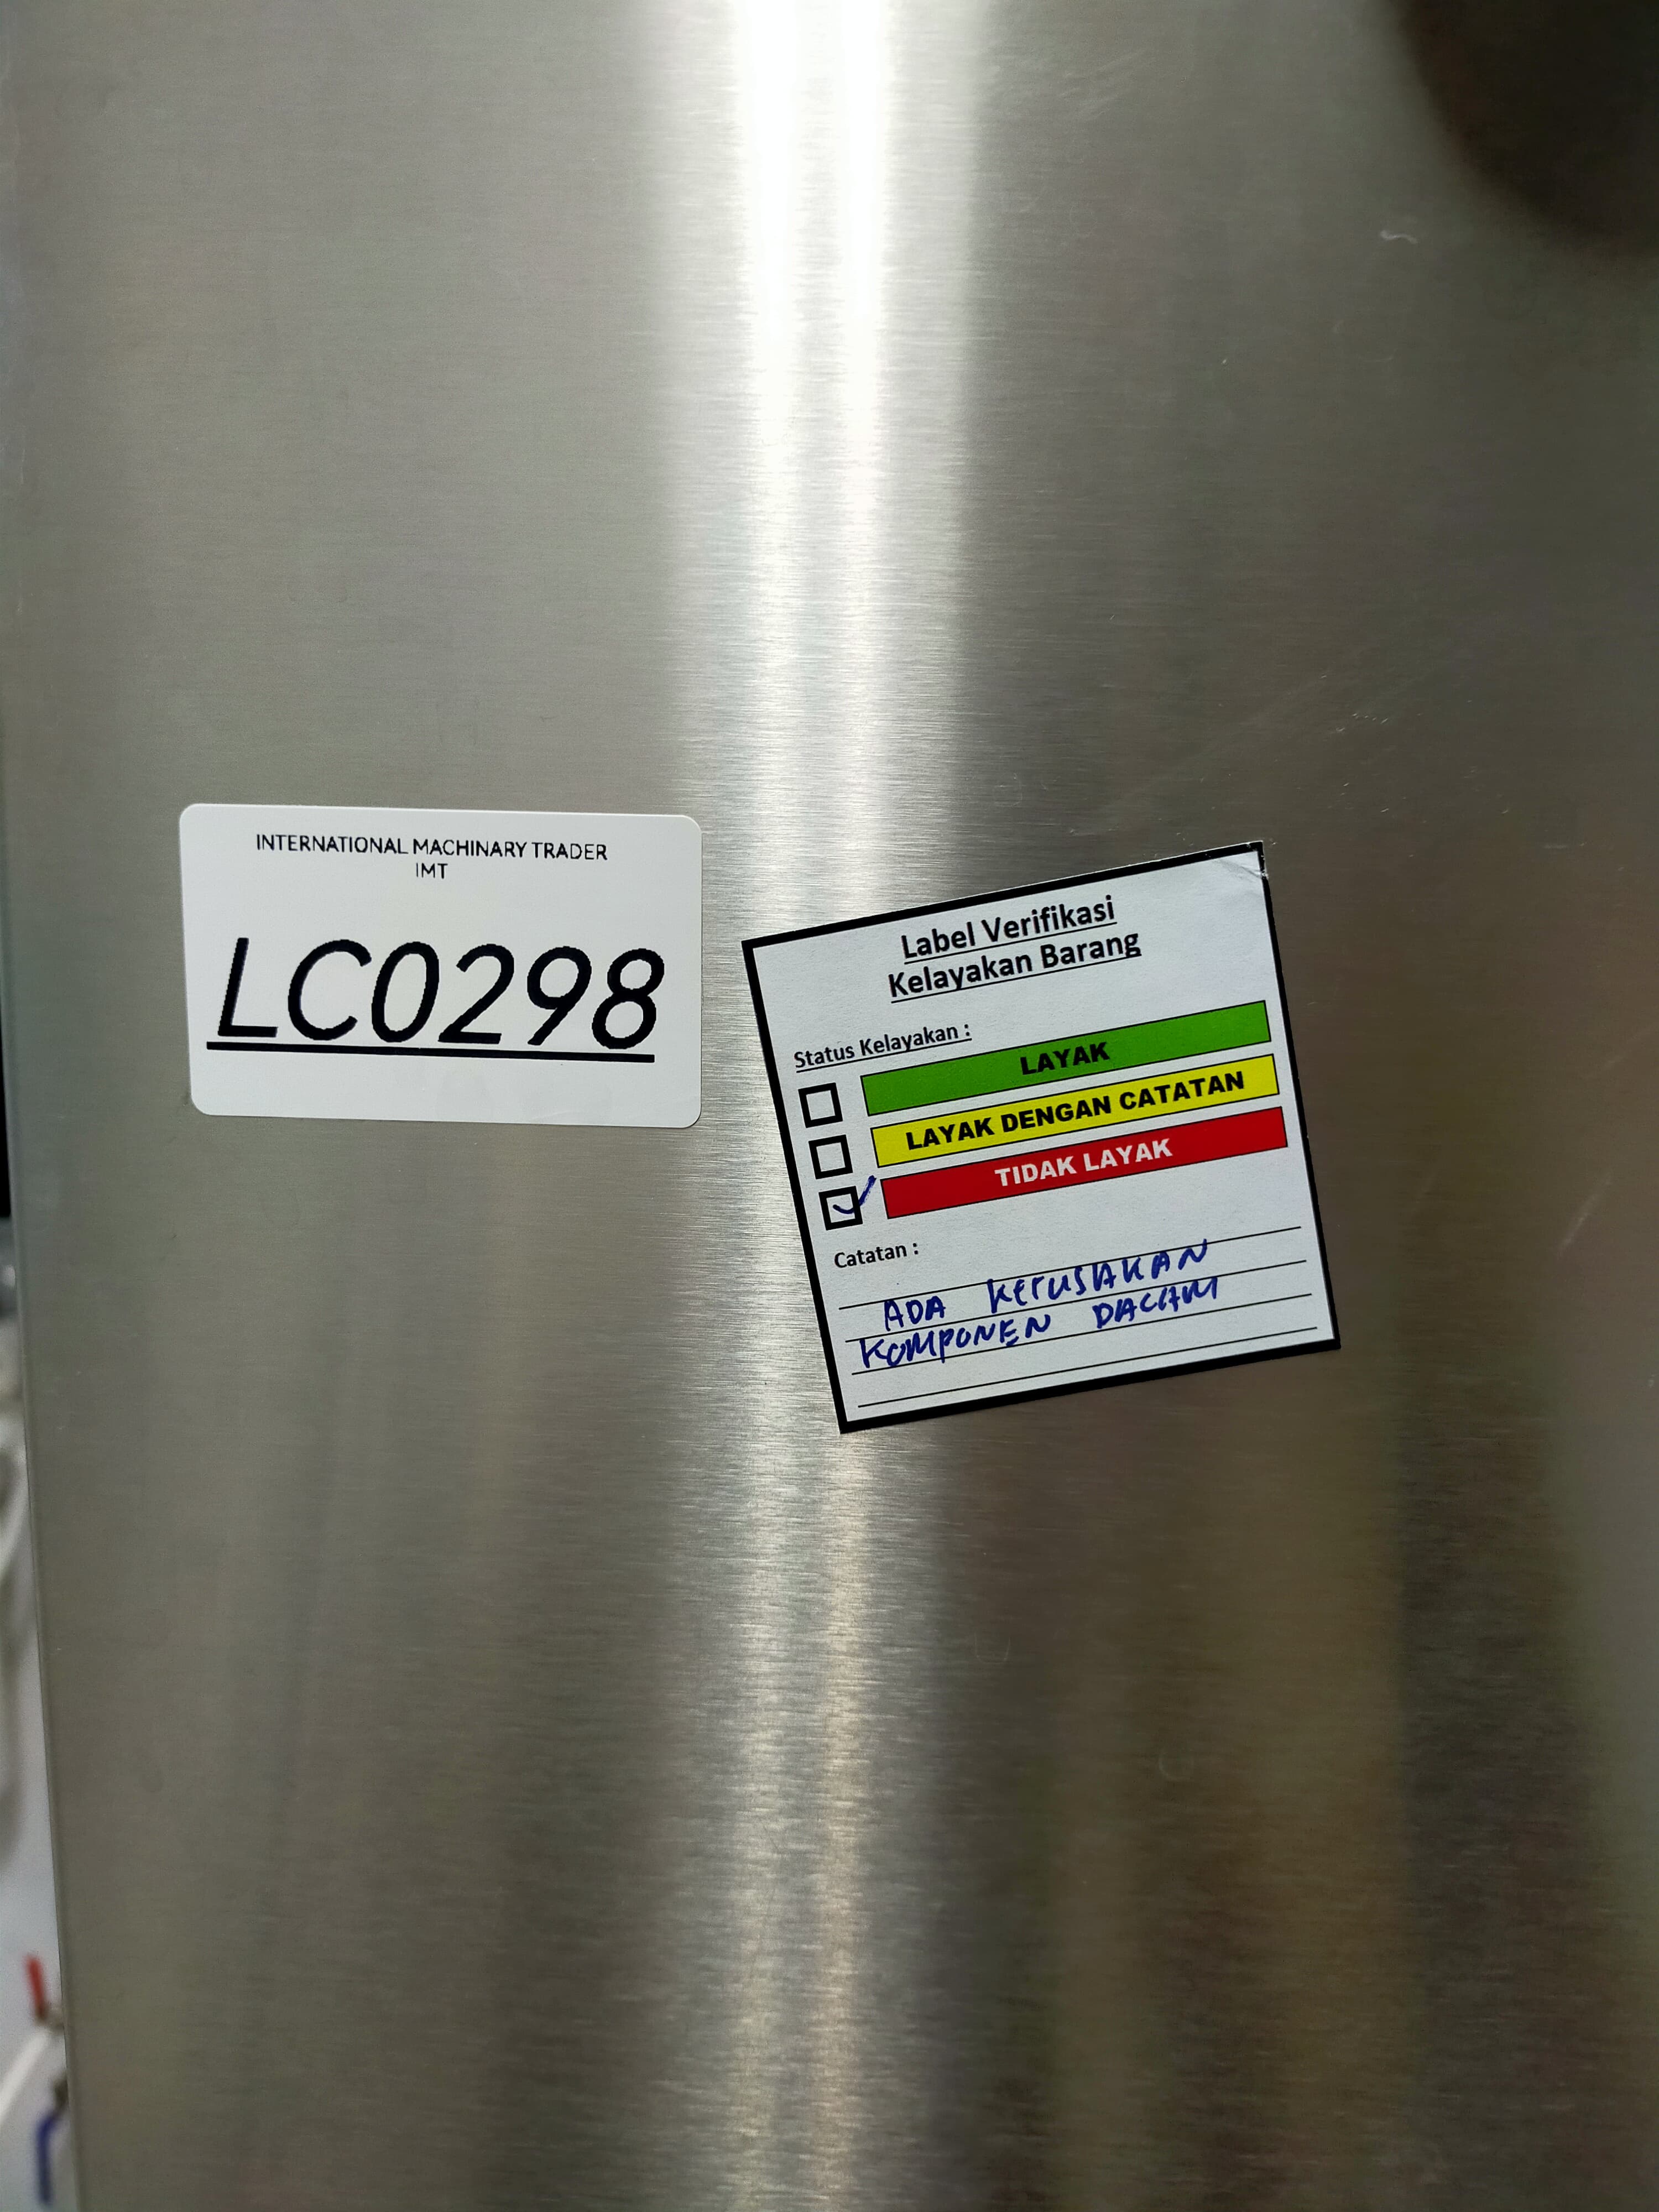 INTERNATIONAL MACHINARY TRADER
IMT
LC0298
Label Verifikasi
Kelayakan Barang
Status Kelayakan :
LAYAK
LAYAK DENGAN CATATAN
TIDAK LAYAK
Catatan :
ADA KERUSAKAN
KOMPONEN DALAM